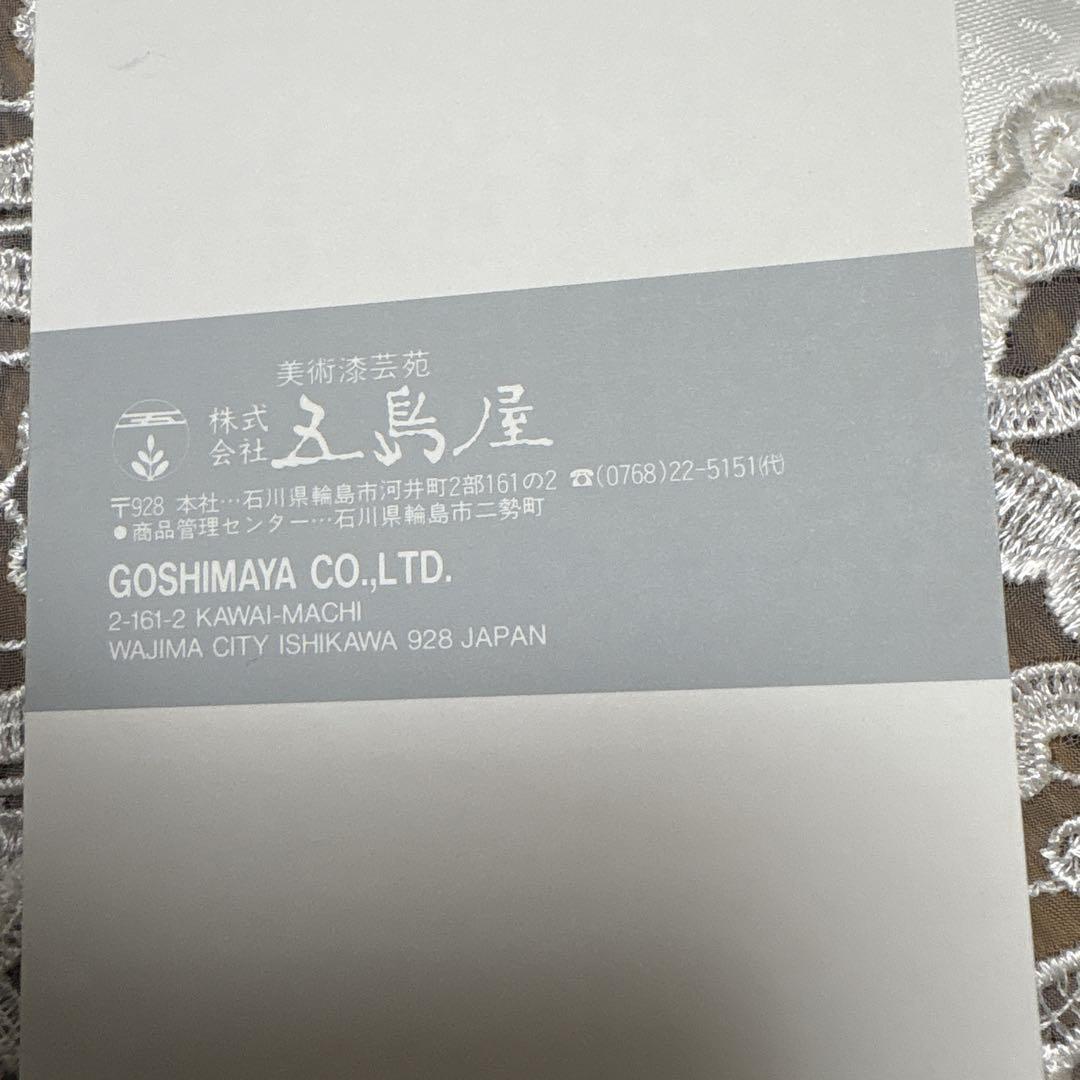 美術漆芸苑
株式会社 五島屋
〒928 本社…石川県輪島市河井町2部161の2 ☎(0768)22-5151㈹
●商品管理センター…石川県輪島市二勢町
GOSHIMAYA CO.,LTD.
2-161-2 KAWAI-MACHI
WAJIMA CITY ISHIKAWA 928 JAPAN